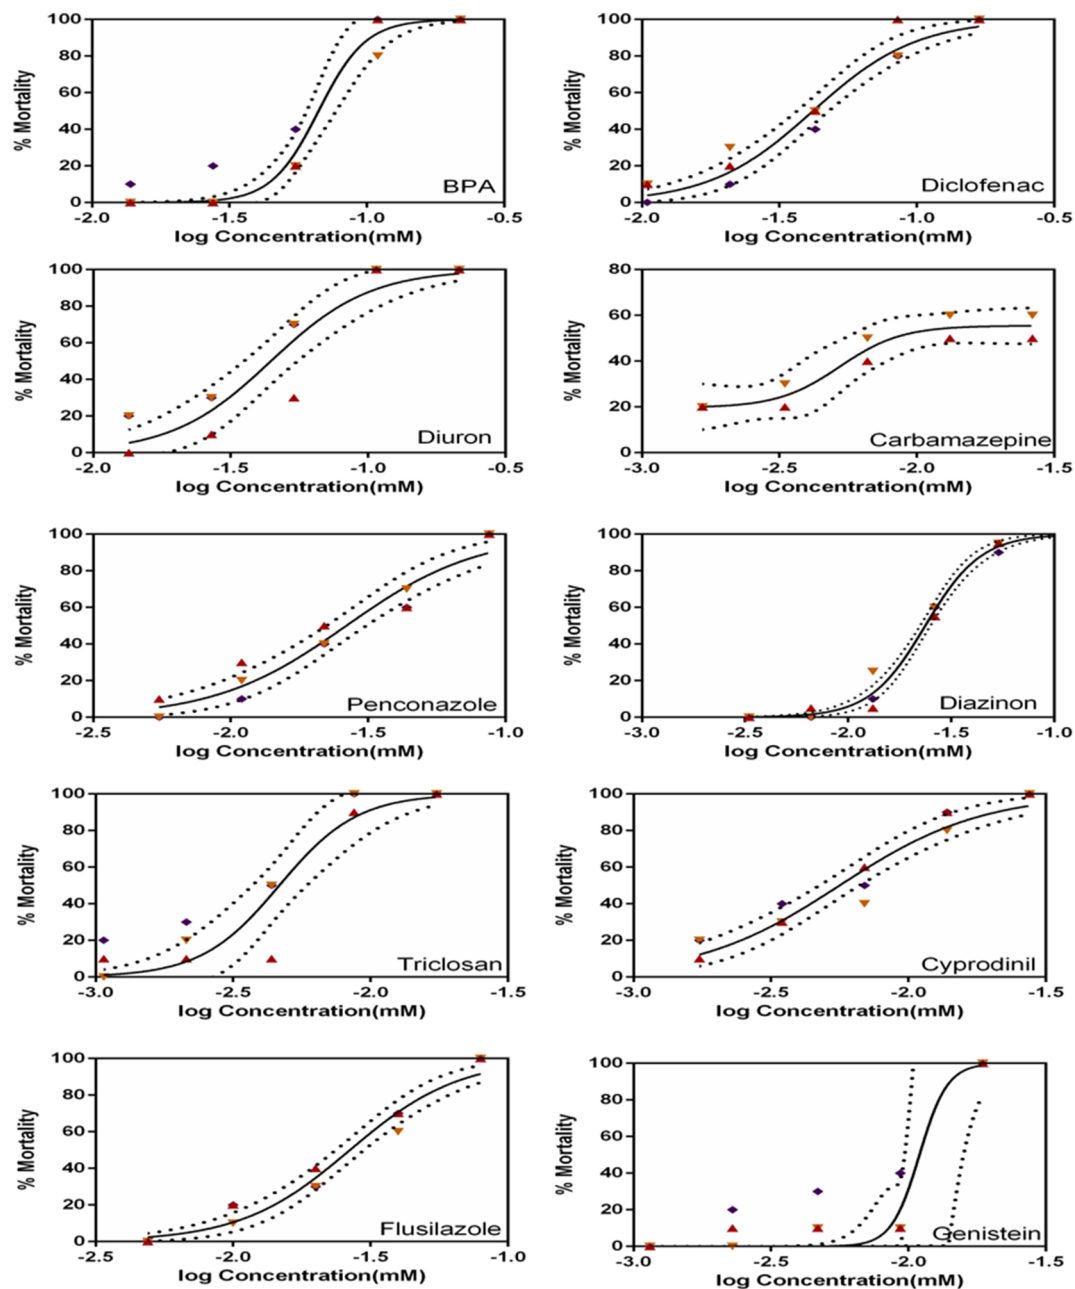 100
80
60
40
20
0
% Mortality
BPA
-2.0 -1.5 -1.0 -0.5
log Concentration(mM)
100
80
60
40
20
0
% Mortality
Diclofenac
-2.0 -1.5 -1.0 -0.5
log Concentration(mM)
100
80
60
40
20
0
% Mortality
Diuron
-2.0 -1.5 -1.0 -0.5
log Concentration(mM)
80
60
40
20
0
% Mortality
Carbamazepine
-3.0 -2.5 -2.0 -1.5
log Concentration(mM)
100
80
60
40
20
0
% Mortality
Penconazole
-2.5 -2.0 -1.5 -1.0
log Concentration(mM)
100
80
60
40
20
0
% Mortality
Diazinon
-3.0 -2.5 -2.0 -1.5 -1.0
log Concentration(mM)
100
80
60
40
20
0
% Mortality
Triclosan
-3.0 -2.5 -2.0 -1.5
log Concentration(mM)
100
80
60
40
20
0
% Mortality
Cyprodinil
-3.0 -2.5 -2.0 -1.5
log Concentration(mM)
100
80
60
40
20
0
% Mortality
Flusilazole
-2.5 -2.0 -1.5 -1.0
log Concentration(mM)
100
80
60
40
20
0
% Mortality
Genistein
-3.0 -2.5 -2.0 -1.5
log Concentration(mM)